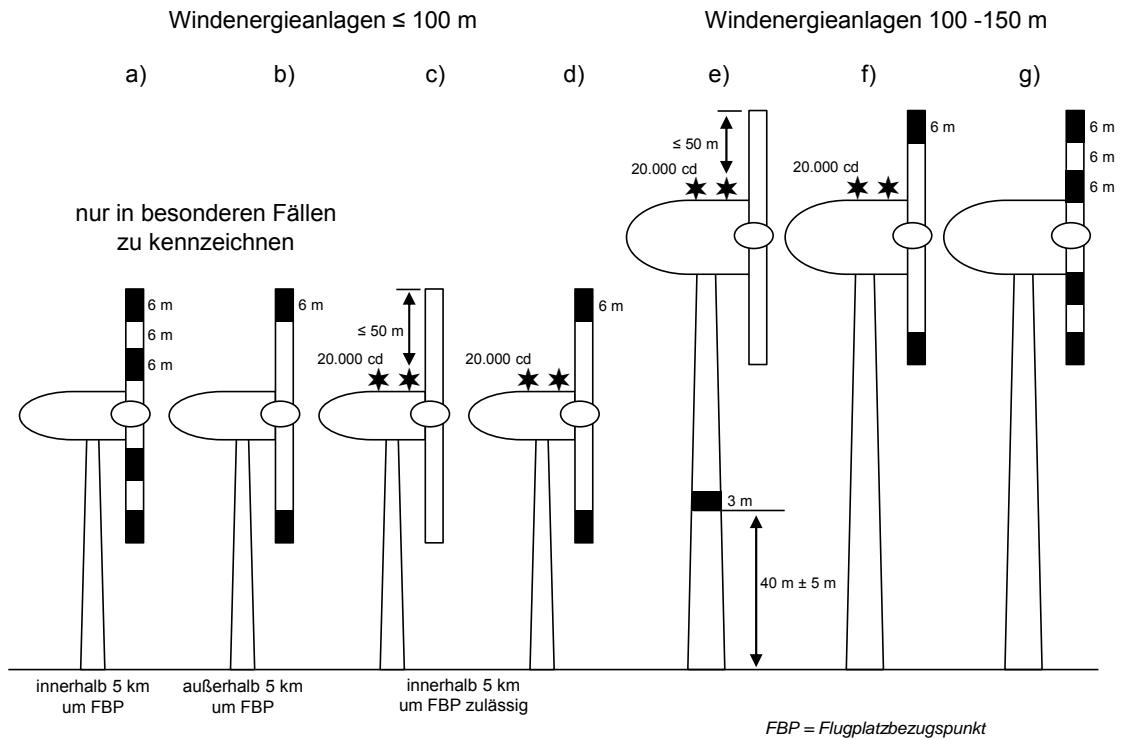 Windenergieanlagen ≤ 100 m
Windenergieanlagen 100 -150 m
a)
b)
c)
d)
e)
f)
g)
nur in besonderen Fällen
zu kennzeichnen
6 m
6 m
6 m
6 m
≤ 50 m
20.000 cd
20.000 cd
6 m
≤ 50 m
20.000 cd
3 m
40 m ± 5 m
20.000 cd
6 m
6 m
6 m
6 m
innerhalb 5 km
um FBP
außerhalb 5 km
um FBP
innerhalb 5 km
um FBP zulässig
FBP = Flugplatzbezugspunkt